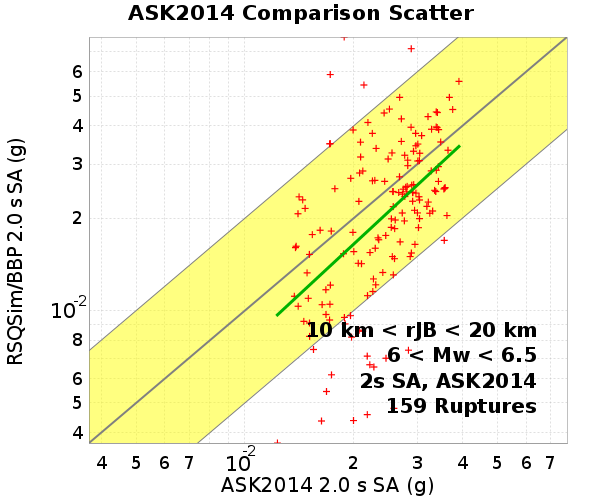 ASK2014 Comparison Scatter
RSQSim/BBP 2.0 s SA (g)
6
5
4
3
2
10-2
8
6
5
4
10 km < rJB < 20 km
6 < Mw < 6.5
2s SA, ASK2014
159 Ruptures
4 5 6 7 10-2 2 3 4 5 6 7
ASK2014 2.0 s SA (g)